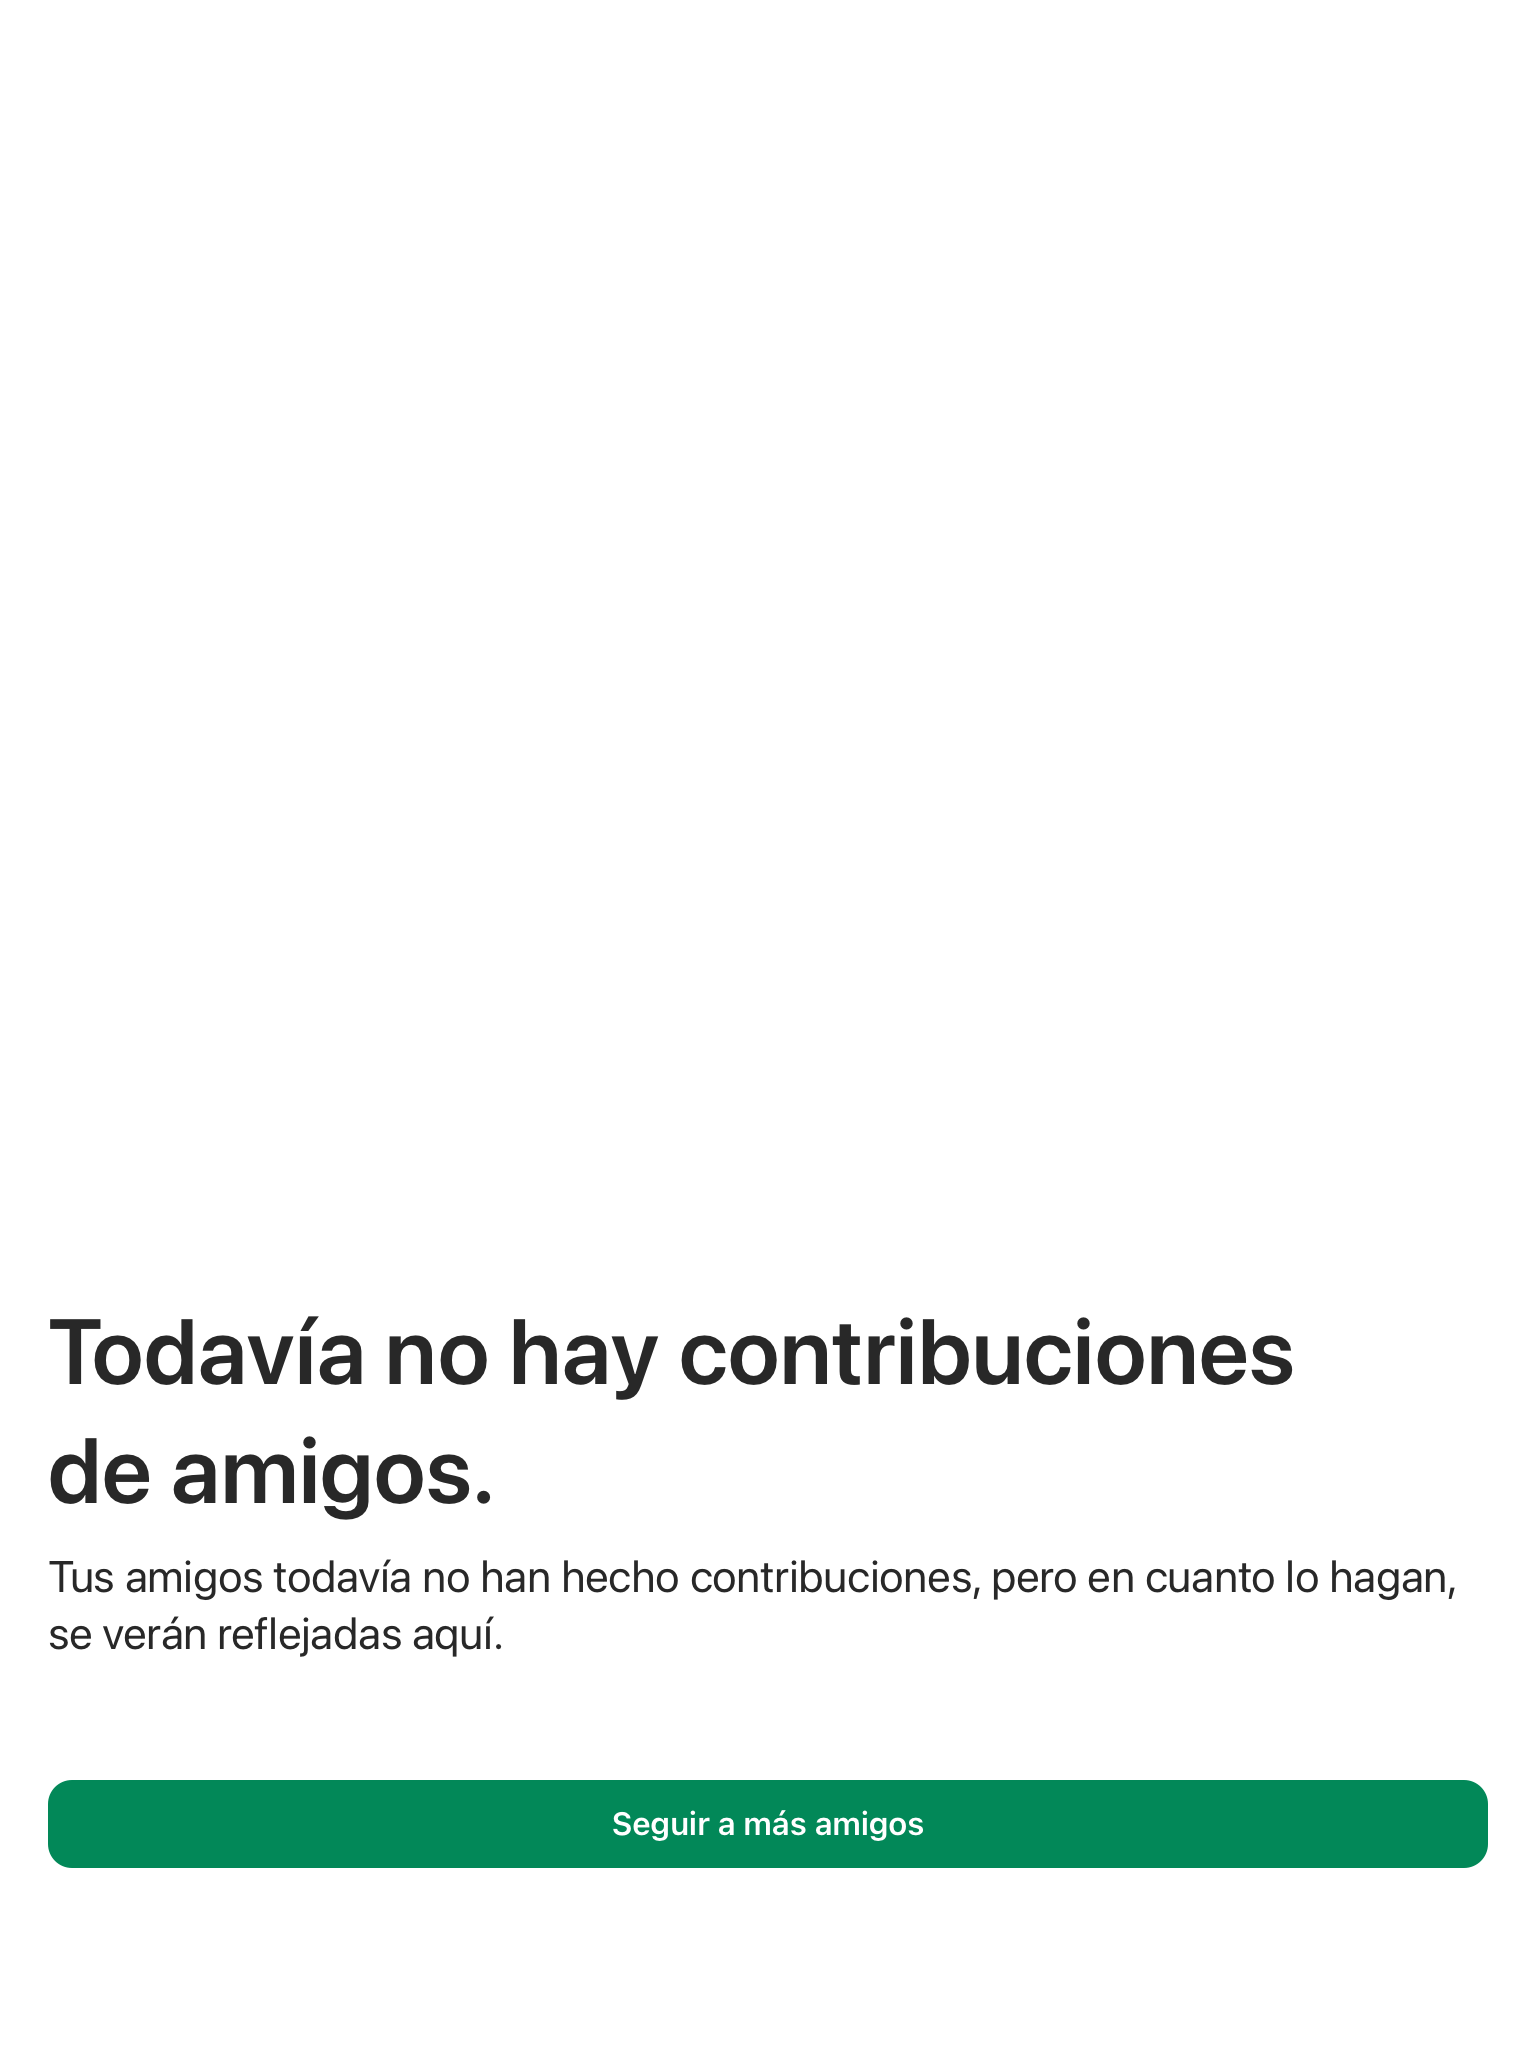 Todavía no hay contribuciones
de amigos.
Tus amigos todavía no han hecho contribuciones, pero en cuanto lo hagan,
se verán reflejadas aquí.
Seguir a más amigos